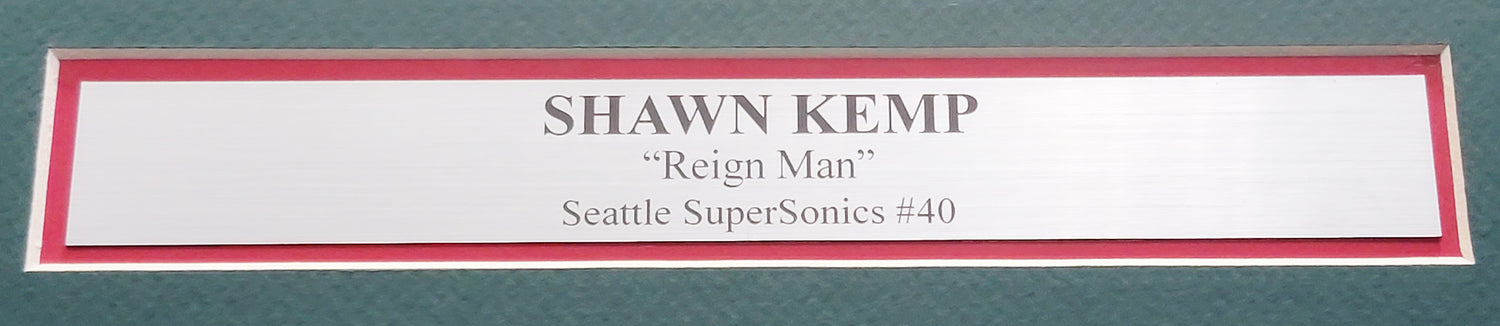 SHAWN KEMP
“Reign Man”
Seattle SuperSonics #40